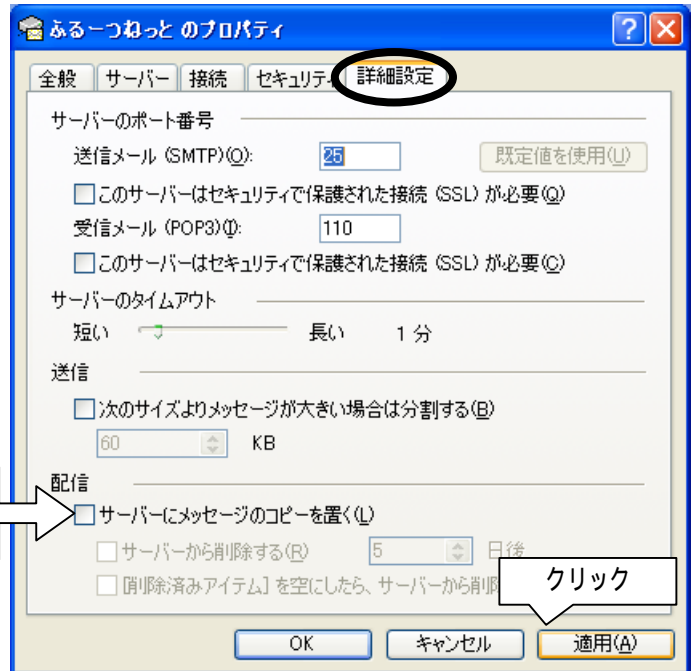 ふるーつねっと のプロパティ
全般 サーバー 接続 セキュリティ 詳細設定
サーバーのポート番号
送信メール (SMTP)(O): 25 既定値を使用(U)
このサーバーはセキュリティで保護された接続 (SSL) が必要(Q)
受信メール (POP3)(I): 110
このサーバーはセキュリティで保護された接続 (SSL) が必要(C)
サーバーのタイムアウト
短い 長い 1 分
送信
次のサイズよりメッセージが大きい場合は分割する(B)
60 KB
配信
サーバーにメッセージのコピーを置く(L)
サーバーから削除する(R) 5 日後
[削除済みアイテム] を空にしたら、サーバーから削除
クリック
OK キャンセル 適用(A)